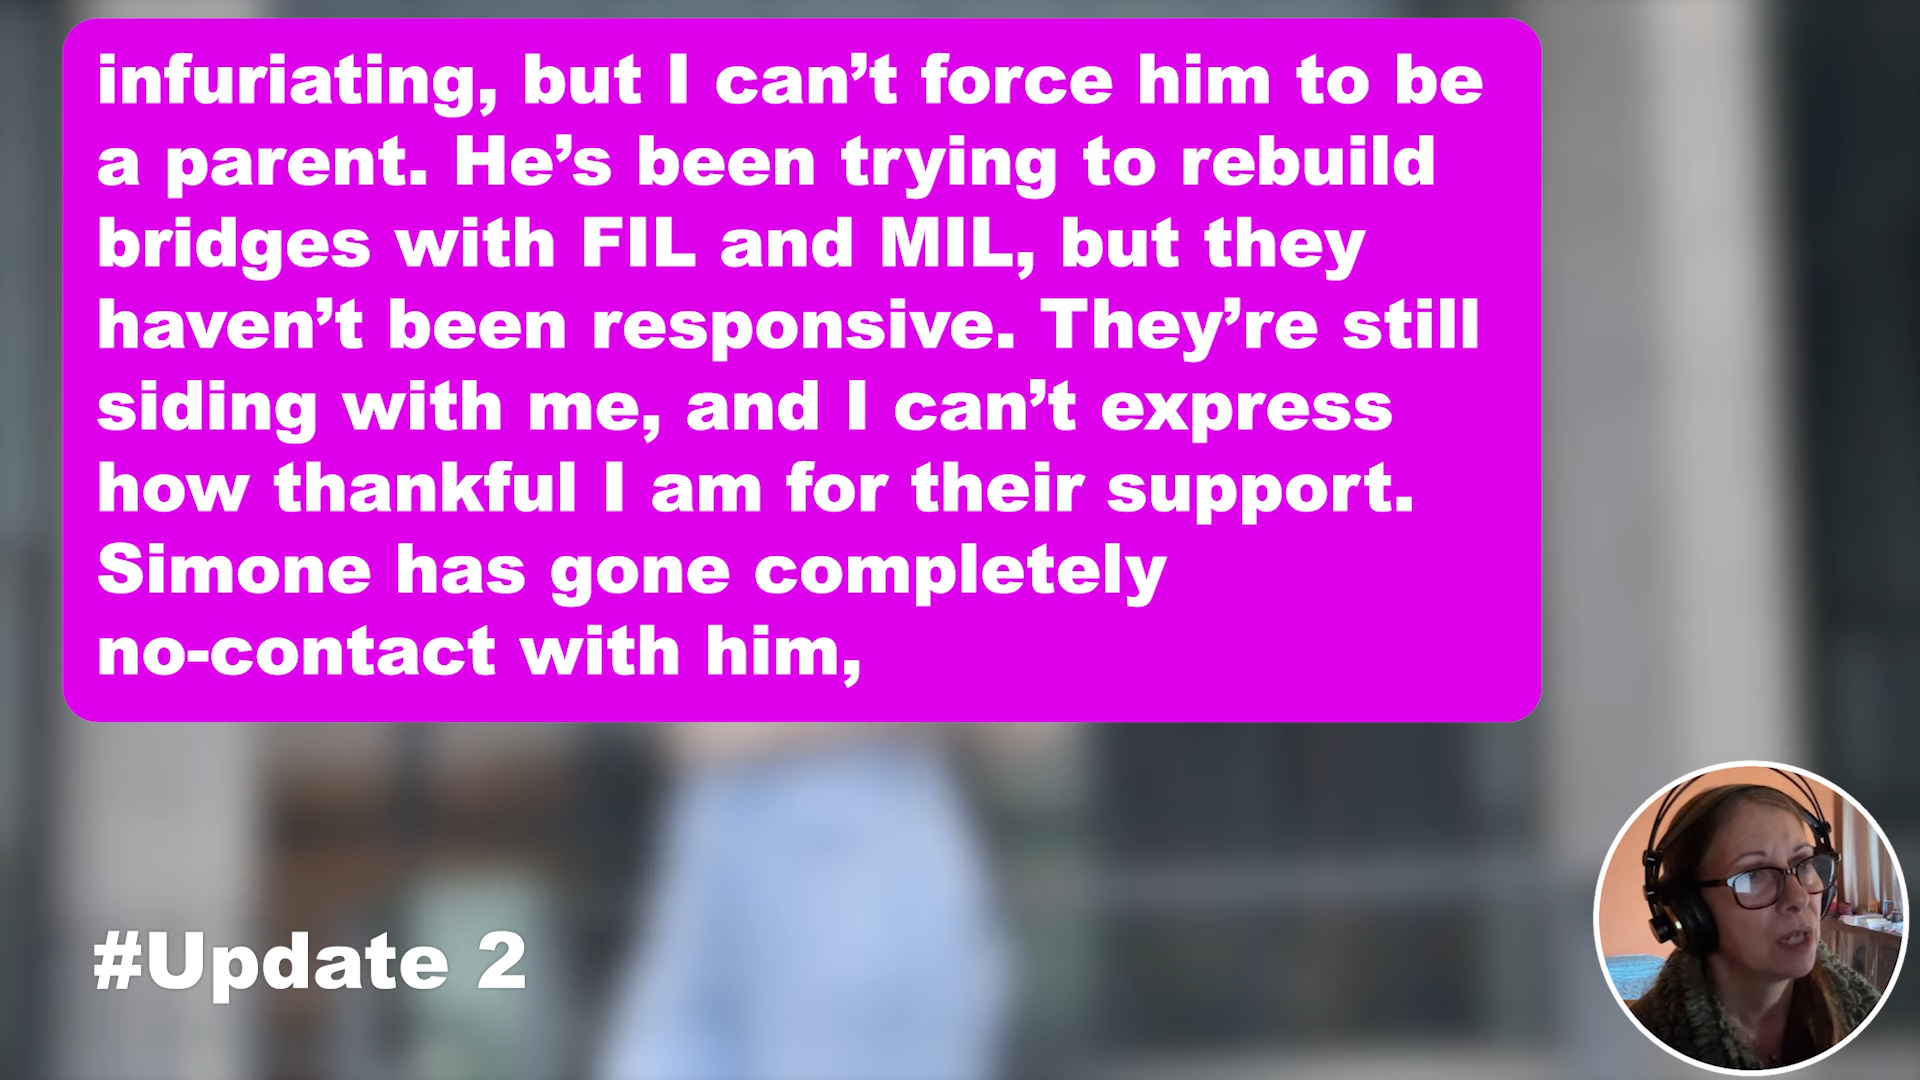 infuriating, but I can’t force him to be
a parent. He’s been trying to rebuild
bridges with FIL and MIL, but they
haven’t been responsive. They’re still
siding with me, and I can’t express
how thankful I am for their support.
Simone has gone completely
no-contact with him,
#Update 2